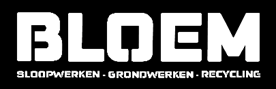 BLOEM
SLOOPWERKEN - GRONDWERKEN - RECYCLING